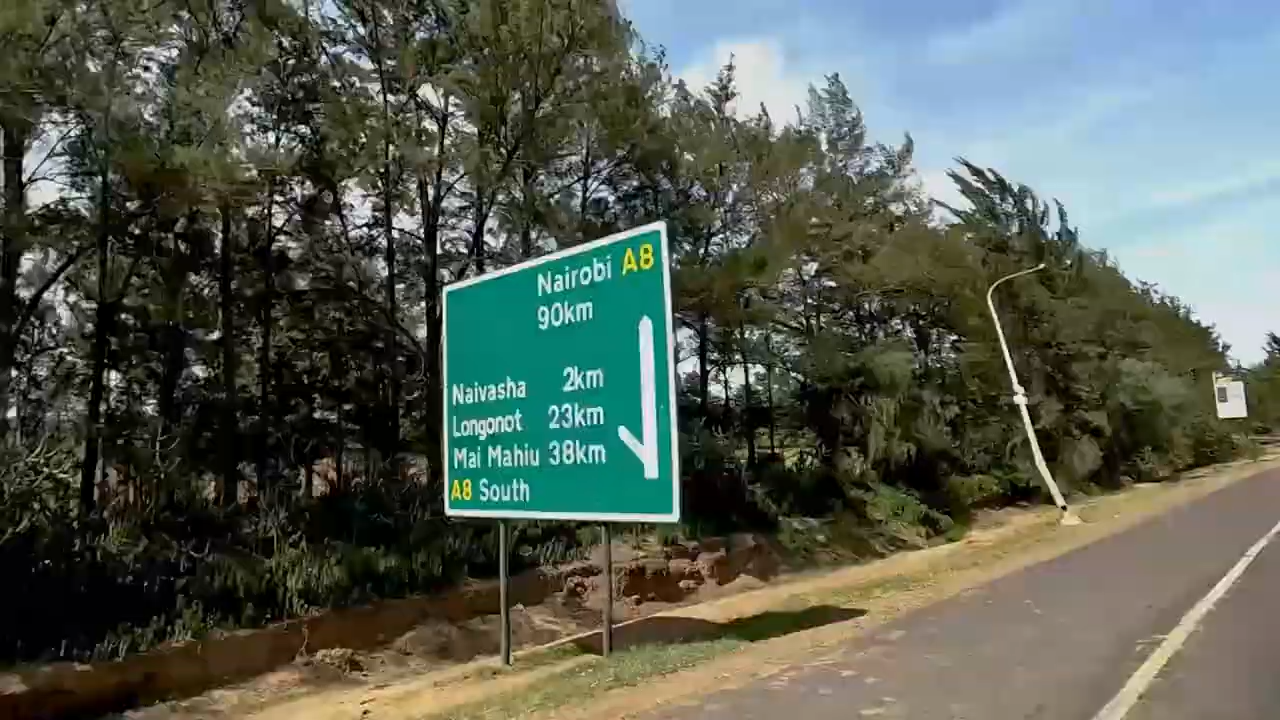 Nairobi A8
90km
Naivasha 2km
Longonot 23km
Mai Mahiu 38km
A8 South